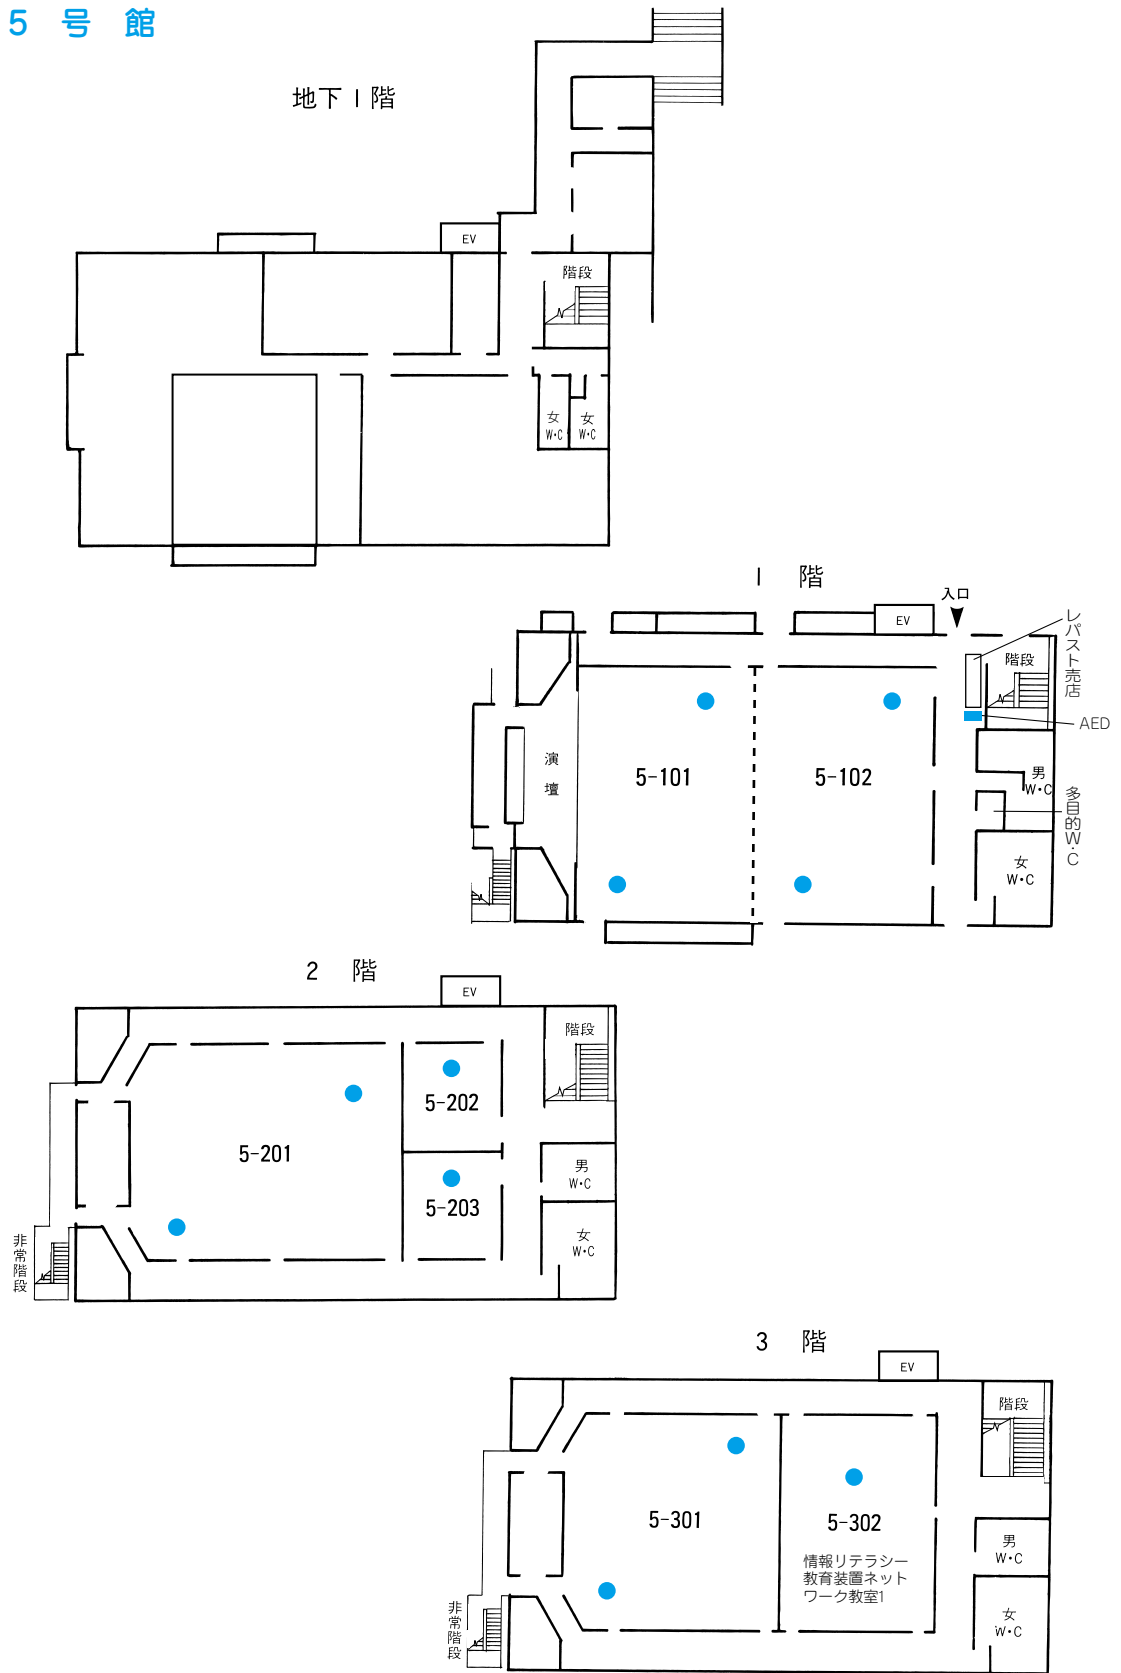 5 号 館
地下1階
EV
階段
女
W・C
女
W・C
1 階
入口
EV
レパスト売店
階段
AED
演壇
5-101
5-102
男
W・C
多目的W・C
女
W・C
2 階
EV
階段
5-202
5-201
男
W・C
5-203
女
W・C
非常階段
3 階
EV
階段
5-301
5-302
情報リテラシー
教育装置ネット
ワーク教室1
男
W・C
女
W・C
非常階段